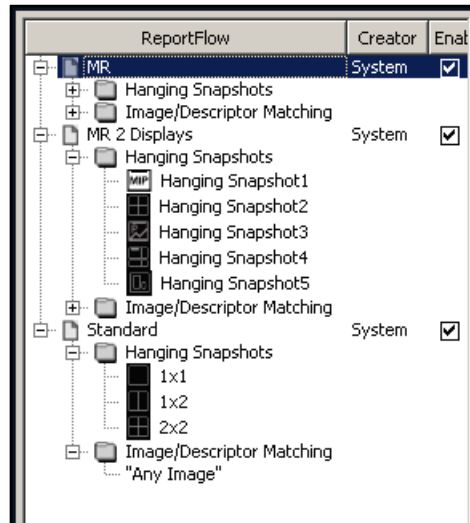 ReportFlow Creator Enab
MR System
Hanging Snapshots
Image/Descriptor Matching
MR 2 Displays System
Hanging Snapshots
MIP Hanging Snapshot1
Hanging Snapshot2
Hanging Snapshot3
Hanging Snapshot4
Hanging Snapshot5
Image/Descriptor Matching
Standard System
Hanging Snapshots
1x1
1x2
2x2
Image/Descriptor Matching
"Any Image"